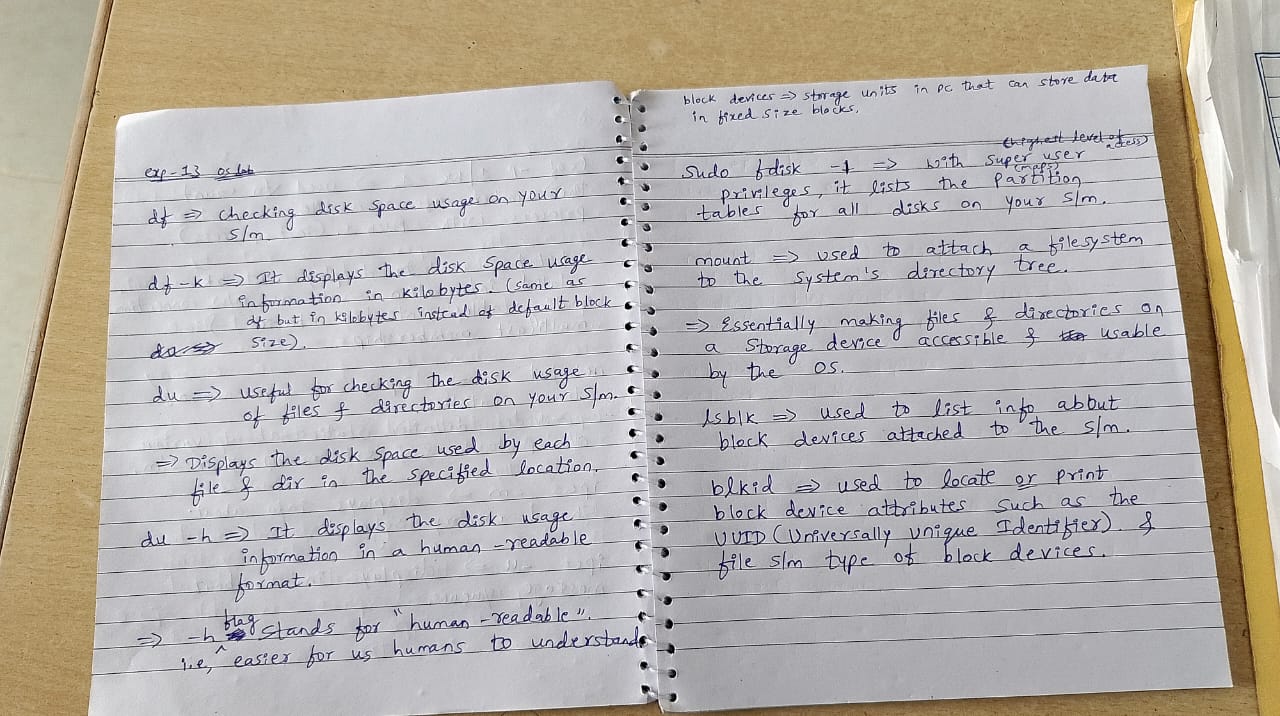 exp-13 os lab
df => checking disk space usage on your
s/m.
df -k => It displays the disk space usage
information in kilobytes. (same as
df but in kilobytes instead of default block
size).
du => useful for checking the disk usage
of files & directories on your s/m.
=> Displays the disk space used by each
file & dir in the specified location.
du -h => It displays the disk usage
information in a human-readable
format.
=> -h flag stands for "human-readable".
i.e, easier for us humans to understand
block devices => storage units in pc that can store data
in fixed size blocks.
(highest level of
access)
Sudo fdisk -l => with super user
privileges, it lists the partition
(maps)
tables for all disks on your s/m.
mount => used to attach a filesystem
to the system's directory tree.
=> Essentially making files & directories on
a storage device accessible & usable
by the OS.
lsblk => used to list info about
block devices attached to the s/m.
blkid => used to locate or print
block device attributes such as the
UUID (Universally Unique Identifier) &
file s/m type of block devices.